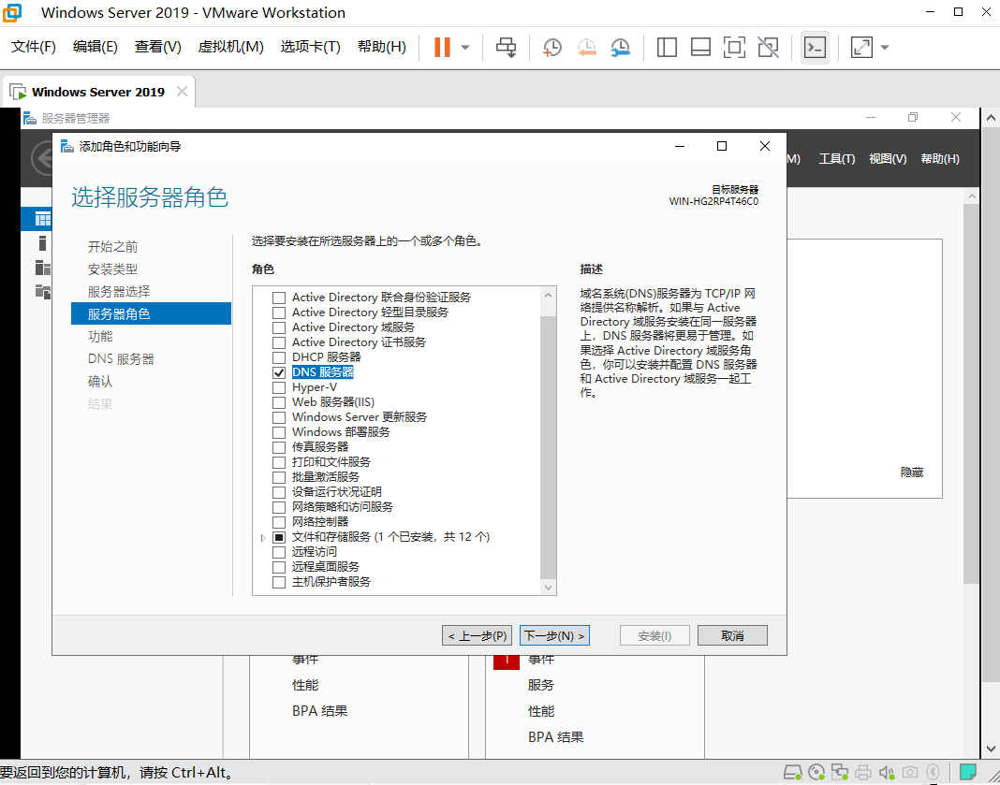 Windows Server 2019 - VMware Workstation
文件(F) 编辑(E) 查看(V) 虚拟机(M) 选项卡(T) 帮助(H)
Windows Server 2019
服务器管理器
M) 工具(T) 视图(V) 帮助(H)
添加角色和功能向导
选择服务器角色
目标服务器
WIN-HG2RP4T46C0
开始之前
安装类型
服务器选择
服务器角色
功能
DNS 服务器
确认
结果
选择要安装在所选服务器上的一个或多个角色。
角色
Active Directory 联合身份验证服务
Active Directory 轻型目录服务
Active Directory 域服务
Active Directory 证书服务
DHCP 服务器
DNS 服务器
Hyper-V
Web 服务器(IIS)
Windows Server 更新服务
Windows 部署服务
传真服务器
打印和文件服务
批量激活服务
设备运行状况证明
网络策略和访问服务
网络控制器
文件和存储服务 (1 个已安装，共 12 个)
远程访问
远程桌面服务
主机保护者服务
描述
域名系统(DNS)服务器为 TCP/IP 网
络提供名称解析。如果与 Active
Directory 域服务安装在同一服务器
上，DNS 服务器将更易于管理。如
果选择 Active Directory 域服务角
色，你可以安装并配置 DNS 服务器
和 Active Directory 域服务一起工
作。
隐藏
< 上一步(P) 下一步(N) > 安装(I) 取消
事件
性能
BPA 结果
1 事件
服务
性能
BPA 结果
要返回到您的计算机，请按 Ctrl+Alt。